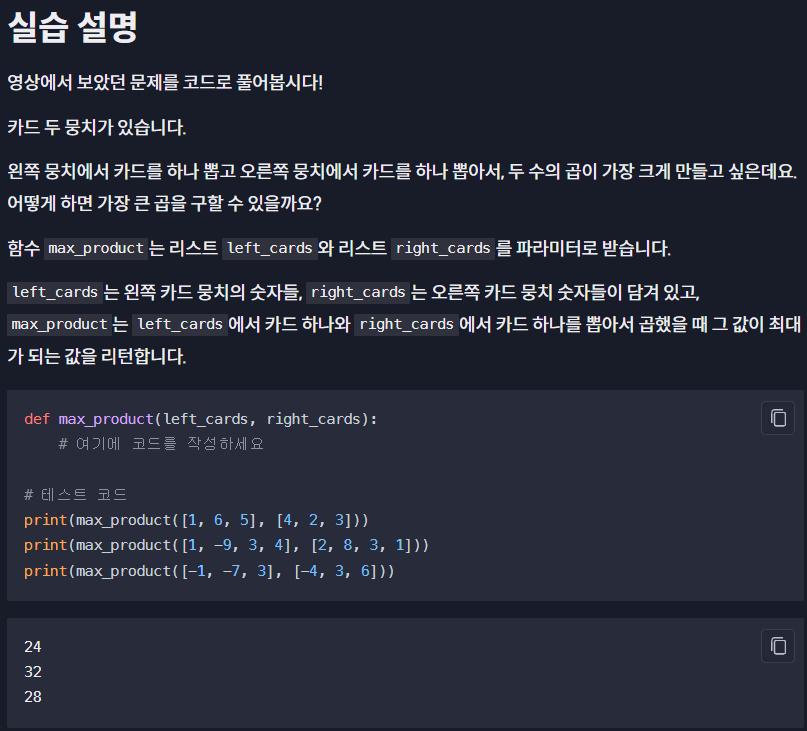 실습 설명
영상에서 보았던 문제를 코드로 풀어봅시다!
카드 두 뭉치가 있습니다.
왼쪽 뭉치에서 카드를 하나 뽑고 오른쪽 뭉치에서 카드를 하나 뽑아서, 두 수의 곱이 가장 크게 만들고 싶은데요.
어떻게 하면 가장 큰 곱을 구할 수 있을까요?
함수 max_product는 리스트 left_cards와 리스트 right_cards를 파라미터로 받습니다.
left_cards는 왼쪽 카드 뭉치의 숫자들, right_cards는 오른쪽 카드 뭉치 숫자들이 담겨 있고,
max_product는 left_cards에서 카드 하나와 right_cards에서 카드 하나를 뽑아서 곱했을 때 그 값이 최대
가 되는 값을 리턴합니다.
def max_product(left_cards, right_cards):
    # 여기에 코드를 작성하세요
# 테스트 코드
print(max_product([1, 6, 5], [4, 2, 3]))
print(max_product([1, -9, 3, 4], [2, 8, 3, 1]))
print(max_product([-1, -7, 3], [-4, 3, 6]))
24
32
28